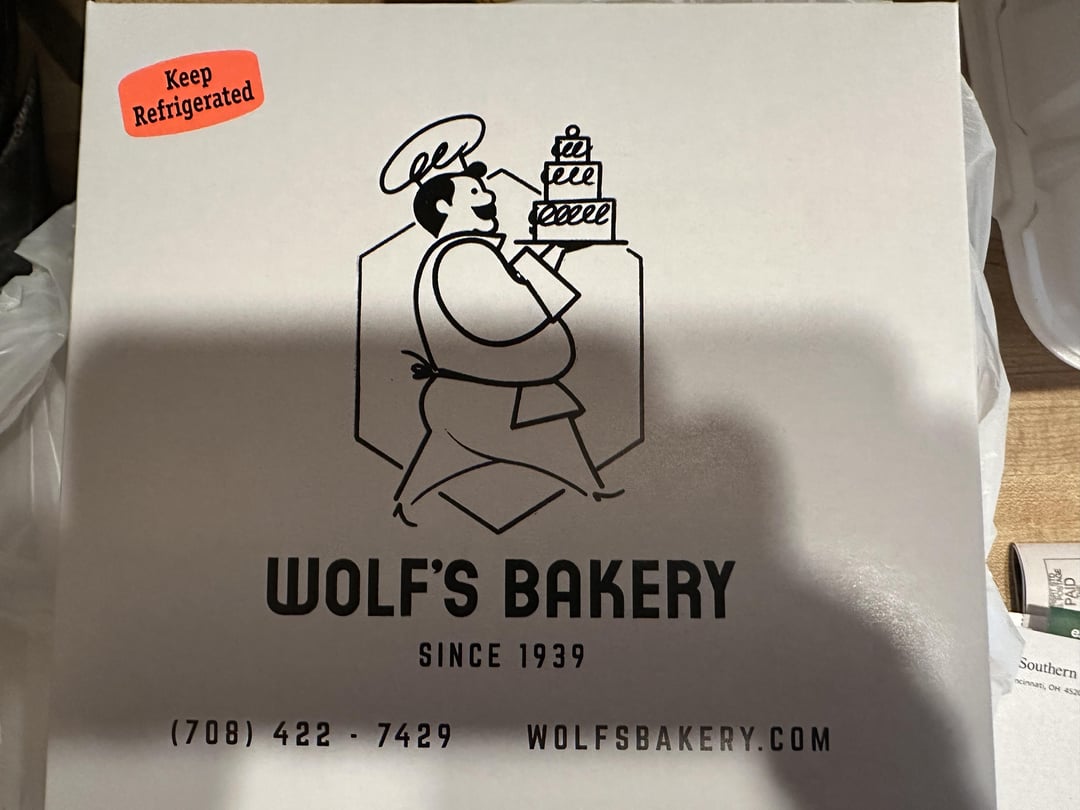 Keep
Refrigerated
WOLF'S BAKERY
SINCE 1939
(708) 422 - 7429 WOLFSBAKERY.COM
PAID
Southern